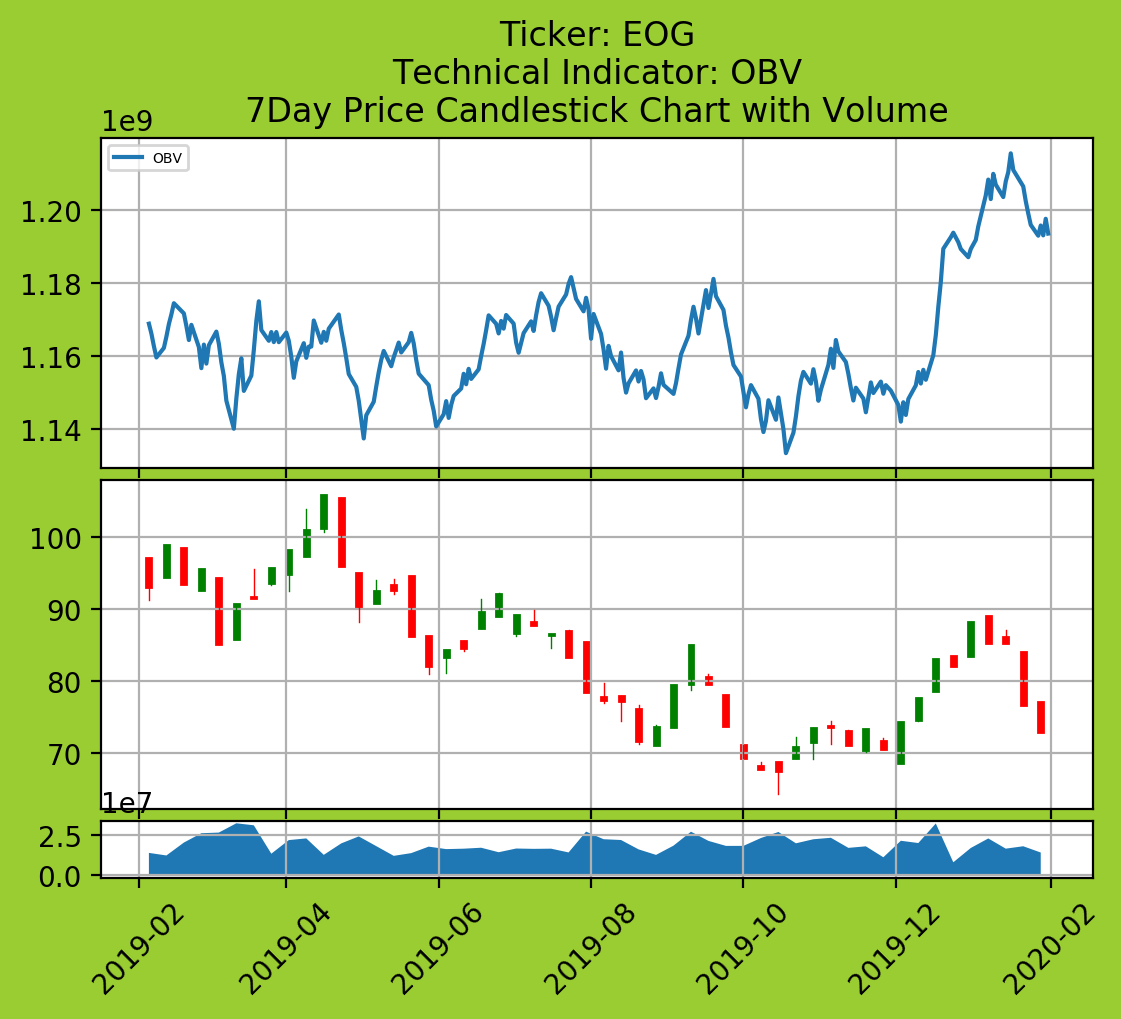 Ticker: EOG
Technical Indicator: OBV
7Day Price Candlestick Chart with Volume
1e9
OBV
1.20
1.18
1.16
1.14
100
90
80
70
1e7
2.5
0.0
2019-02
2019-04
2019-06
2019-08
2019-10
2019-12
2020-02